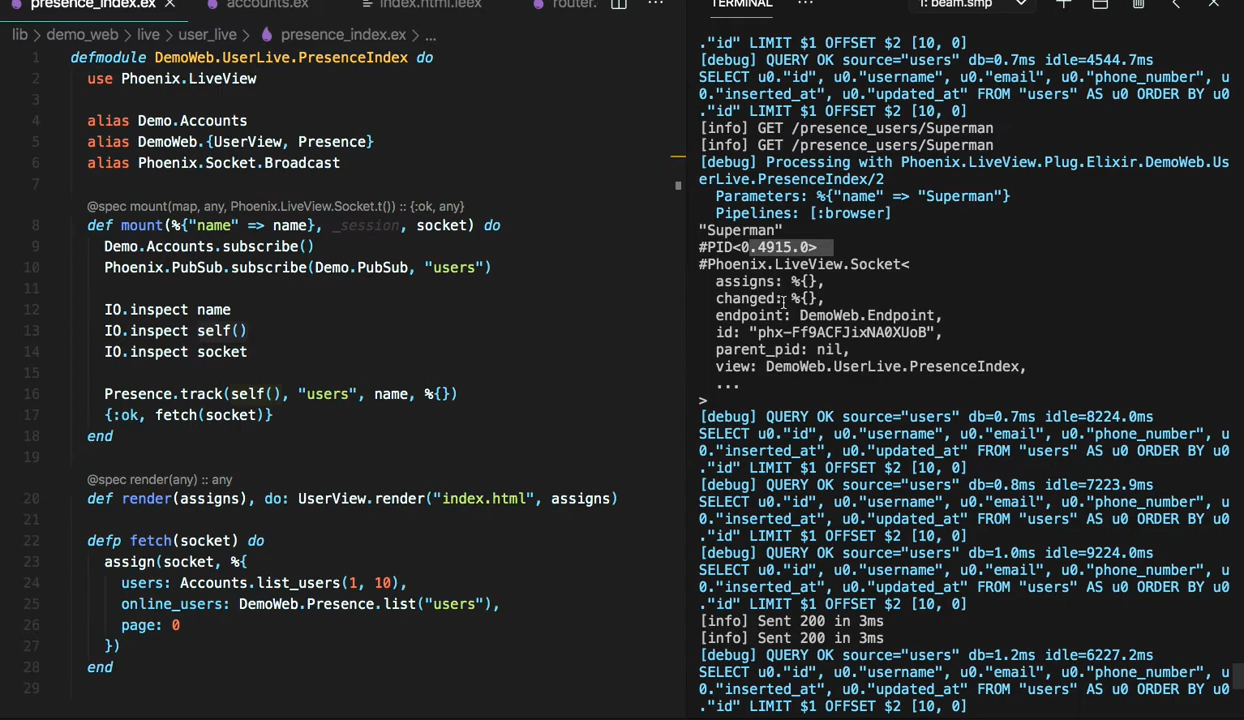 presence_index.ex ×
accounts.ex
index.html.leex
router.
...
lib > demo_web > live > user_live > presence_index.ex > ...
1 defmodule DemoWeb.UserLive.PresenceIndex do
2 use Phoenix.LiveView
3
4 alias Demo.Accounts
5 alias DemoWeb.{UserView, Presence}
6 alias Phoenix.Socket.Broadcast
7
@spec mount(map, any, Phoenix.LiveView.Socket.t()) :: {:ok, any}
8 def mount(%{"name" => name}, _session, socket) do
9 Demo.Accounts.subscribe()
10 Phoenix.PubSub.subscribe(Demo.PubSub, "users")
11
12 IO.inspect name
13 IO.inspect self()
14 IO.inspect socket
15
16 Presence.track(self(), "users", name, %{})
17 {:ok, fetch(socket)}
18 end
19
@spec render(any) :: any
20 def render(assigns), do: UserView.render("index.html", assigns)
21
22 defp fetch(socket) do
23 assign(socket, %{
24 users: Accounts.list_users(1, 10),
25 online_users: DemoWeb.Presence.list("users"),
26 page: 0
27 })
28 end
29
TERMINAL ... 1: beam.smp
."id" LIMIT $1 OFFSET $2 [10, 0]
[debug] QUERY OK source="users" db=0.7ms idle=4544.7ms
SELECT u0."id", u0."username", u0."email", u0."phone_number", u
0."inserted_at", u0."updated_at" FROM "users" AS u0 ORDER BY u0
."id" LIMIT $1 OFFSET $2 [10, 0]
[info] GET /presence_users/Superman
[info] GET /presence_users/Superman
[debug] Processing with Phoenix.LiveView.Plug.Elixir.DemoWeb.Us
erLive.PresenceIndex/2
Parameters: %{"name" => "Superman"}
Pipelines: [:browser]
"Superman"
#PID<0.4915.0>
#Phoenix.LiveView.Socket<
assigns: %{},
changed: %{},
endpoint: DemoWeb.Endpoint,
id: "phx-Ff9ACFJixNA0XUoB",
parent_pid: nil,
view: DemoWeb.UserLive.PresenceIndex,
...
>
[debug] QUERY OK source="users" db=0.7ms idle=8224.0ms
SELECT u0."id", u0."username", u0."email", u0."phone_number", u
0."inserted_at", u0."updated_at" FROM "users" AS u0 ORDER BY u0
."id" LIMIT $1 OFFSET $2 [10, 0]
[debug] QUERY OK source="users" db=0.8ms idle=7223.9ms
SELECT u0."id", u0."username", u0."email", u0."phone_number", u
0."inserted_at", u0."updated_at" FROM "users" AS u0 ORDER BY u0
."id" LIMIT $1 OFFSET $2 [10, 0]
[debug] QUERY OK source="users" db=1.0ms idle=9224.0ms
SELECT u0."id", u0."username", u0."email", u0."phone_number", u
0."inserted_at", u0."updated_at" FROM "users" AS u0 ORDER BY u0
."id" LIMIT $1 OFFSET $2 [10, 0]
[info] Sent 200 in 3ms
[info] Sent 200 in 3ms
[debug] QUERY OK source="users" db=1.2ms idle=6227.2ms
SELECT u0."id", u0."username", u0."email", u0."phone_number", u
0."inserted_at", u0."updated_at" FROM "users" AS u0 ORDER BY u0
."id" LIMIT $1 OFFSET $2 [10, 0]